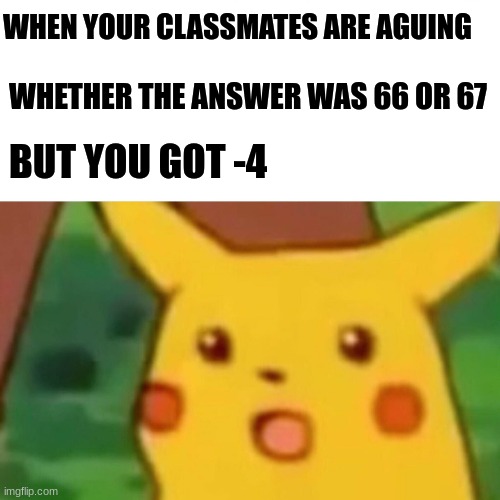 WHEN YOUR CLASSMATES ARE AGUING
WHETHER THE ANSWER WAS 66 OR 67
BUT YOU GOT -4
imgflip.com